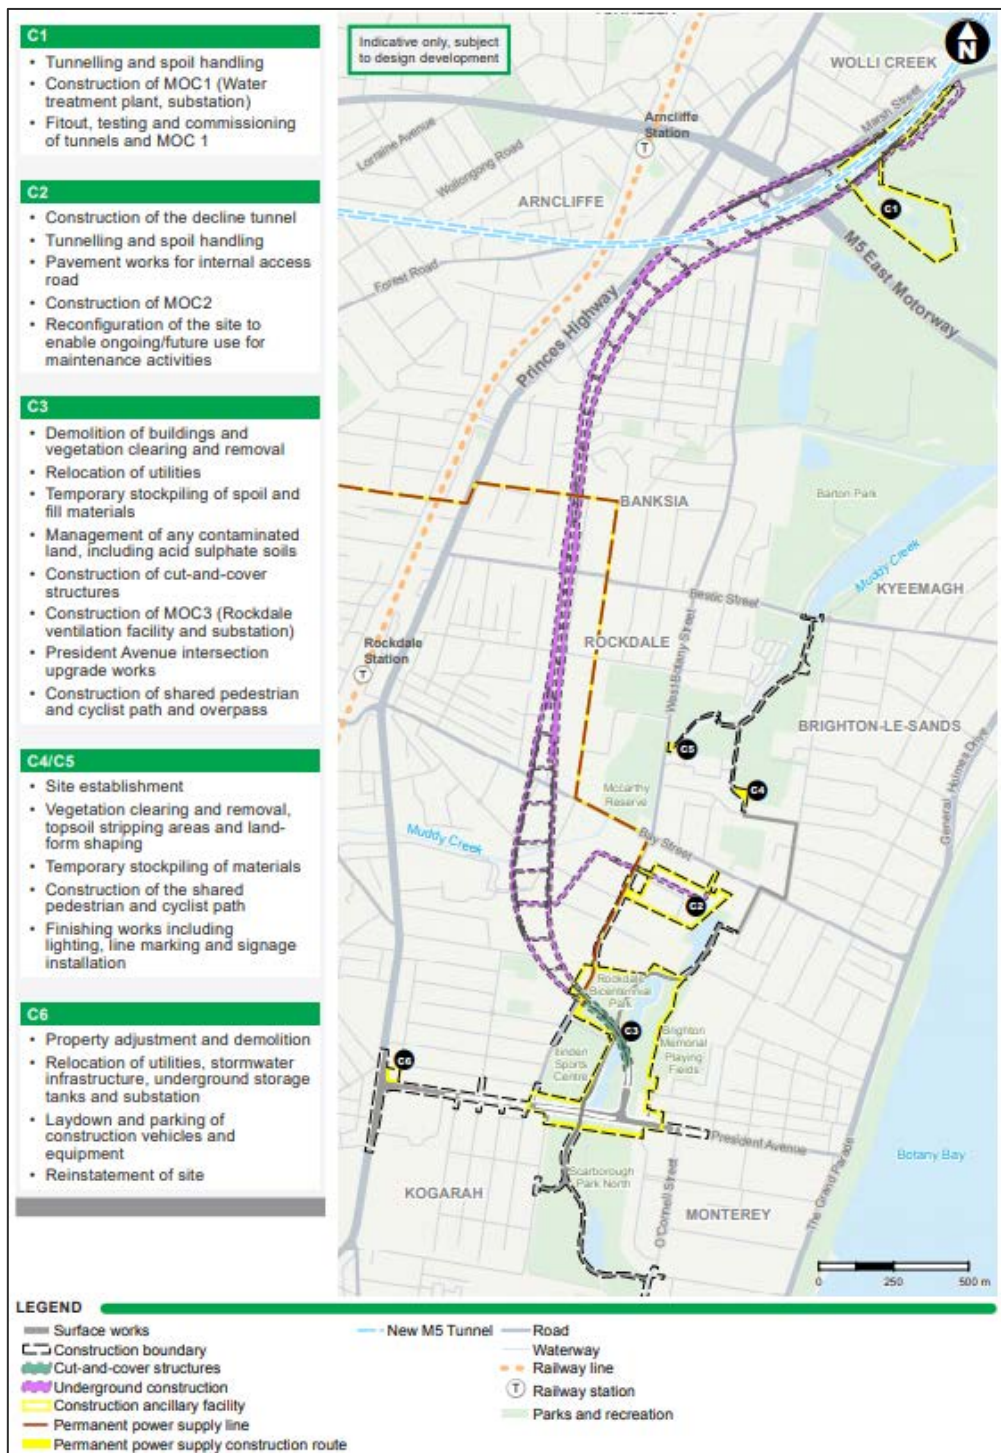 C1
• Tunnelling and spoil handling
• Construction of MOC1 (Water
treatment plant, substation)
• Fitout, testing and commissioning
of tunnels and MOC 1
C2
• Construction of the decline tunnel
• Tunnelling and spoil handling
• Pavement works for internal access
road
• Construction of MOC2
• Reconfiguration of the site to
enable ongoing/future use for
maintenance activities
C3
• Demolition of buildings and
vegetation clearing and removal
• Relocation of utilities
• Temporary stockpiling of spoil and
fill materials
• Management of any contaminated
land, including acid sulphate soils
• Construction of cut-and-cover
structures
• Construction of MOC3 (Rockdale
ventilation facility and substation)
• President Avenue intersection
upgrade works
• Construction of shared pedestrian
and cyclist path and overpass
C4/C5
• Site establishment
• Vegetation clearing and removal,
topsoil stripping areas and land-
form shaping
• Temporary stockpiling of materials
• Construction of the shared
pedestrian and cyclist path
• Finishing works including
lighting, line marking and signage
installation
C6
• Property adjustment and demolition
• Relocation of utilities, stormwater
infrastructure, underground storage
tanks and substation
• Laydown and parking of
construction vehicles and
equipment
• Reinstatement of site
Indicative only, subject
to design development
N
WOLLI CREEK
Marsh Street
Arncliffe
Station
T
Lorraine Avenue
Wollongong Road
ARNCLIFFE
C1
M5 East Motorway
Forest Road
Princes Highway
BANKSIA
Barton Park
Muddy Creek
KYEEMAGH
Bestic Street
ROCKDALE
West Botany Street
Rockdale
Station
T
BRIGHTON-LE-SANDS
C5
C4
General Holmes Drive
McCarthy
Reserve
Muddy Creek
Bay Street
C2
Rockdale
Bicentennial
Park
C3
Brighton
Memorial
Playing
Fields
Ilinden
Sports
Centre
C6
President Avenue
Botany Bay
Scarborough
Park North
KOGARAH
O'Connell Street
MONTEREY
The Grand Parade
0 250 500 m
LEGEND
Surface works
Construction boundary
Cut-and-cover structures
Underground construction
Construction ancillary facility
Permanent power supply line
Permanent power supply construction route
New M5 Tunnel
Road
Waterway
Railway line
T Railway station
Parks and recreation